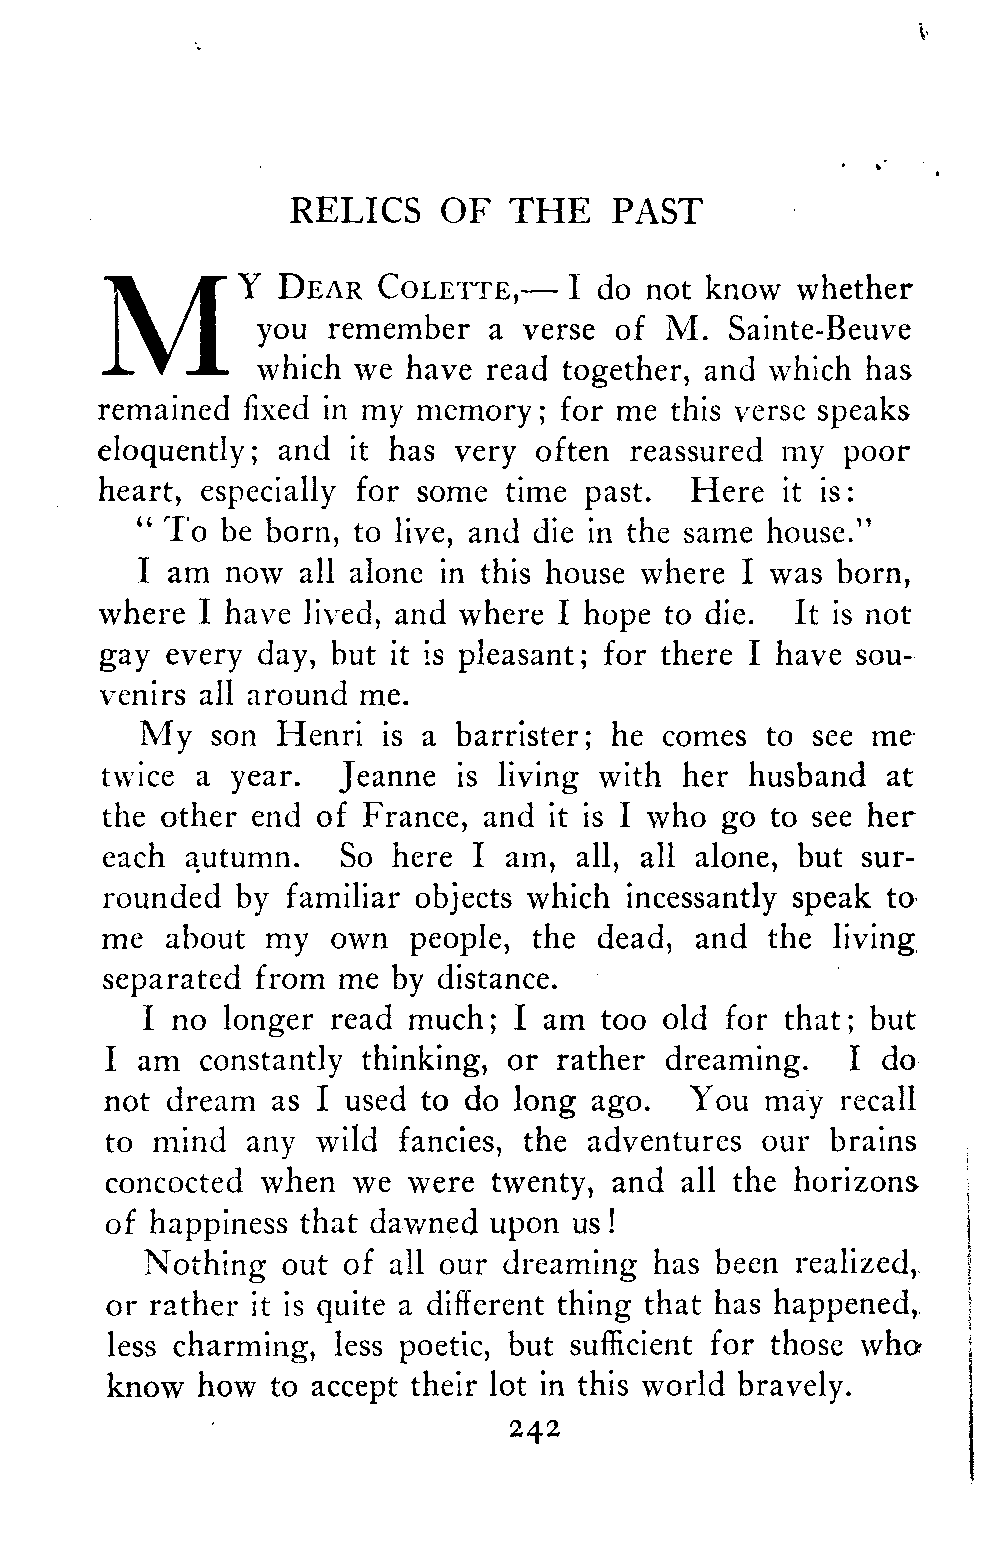 RELICS OF THE PAST
MY DEAR COLETTE,— I do not know whether
you remember a verse of M. Sainte-Beuve
which we have read together, and which has
remained fixed in my memory; for me this verse speaks
eloquently; and it has very often reassured my poor
heart, especially for some time past. Here it is:
“ To be born, to live, and die in the same house.”
I am now all alone in this house where I was born,
where I have lived, and where I hope to die. It is not
gay every day, but it is pleasant; for there I have sou-
venirs all around me.
My son Henri is a barrister; he comes to see me
twice a year. Jeanne is living with her husband at
the other end of France, and it is I who go to see her
each autumn. So here I am, all, all alone, but sur-
rounded by familiar objects which incessantly speak to
me about my own people, the dead, and the living
separated from me by distance.
I no longer read much; I am too old for that; but
I am constantly thinking, or rather dreaming. I do
not dream as I used to do long ago. You may recall
to mind any wild fancies, the adventures our brains
concocted when we were twenty, and all the horizons
of happiness that dawned upon us!
Nothing out of all our dreaming has been realized,
or rather it is quite a different thing that has happened,
less charming, less poetic, but sufficient for those who
know how to accept their lot in this world bravely.
242